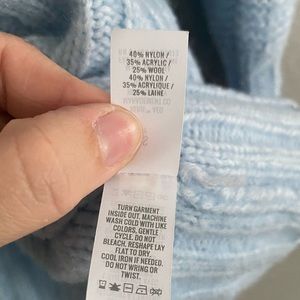 40% NYLON /
35% ACRYLIC /
25% WOOL
40% NYLON /
35% ACRYLIQUE /
25% LAINE
TURN GARMENT
INSIDE OUT. MACHINE
WASH COLD WITH LIKE
COLORS, GENTLE
CYCLE. DO NOT
BLEACH. RESHAPE LAY
FLAT TO DRY.
COOL IRON IF NEEDED.
DO NOT WRING OR
TWIST.